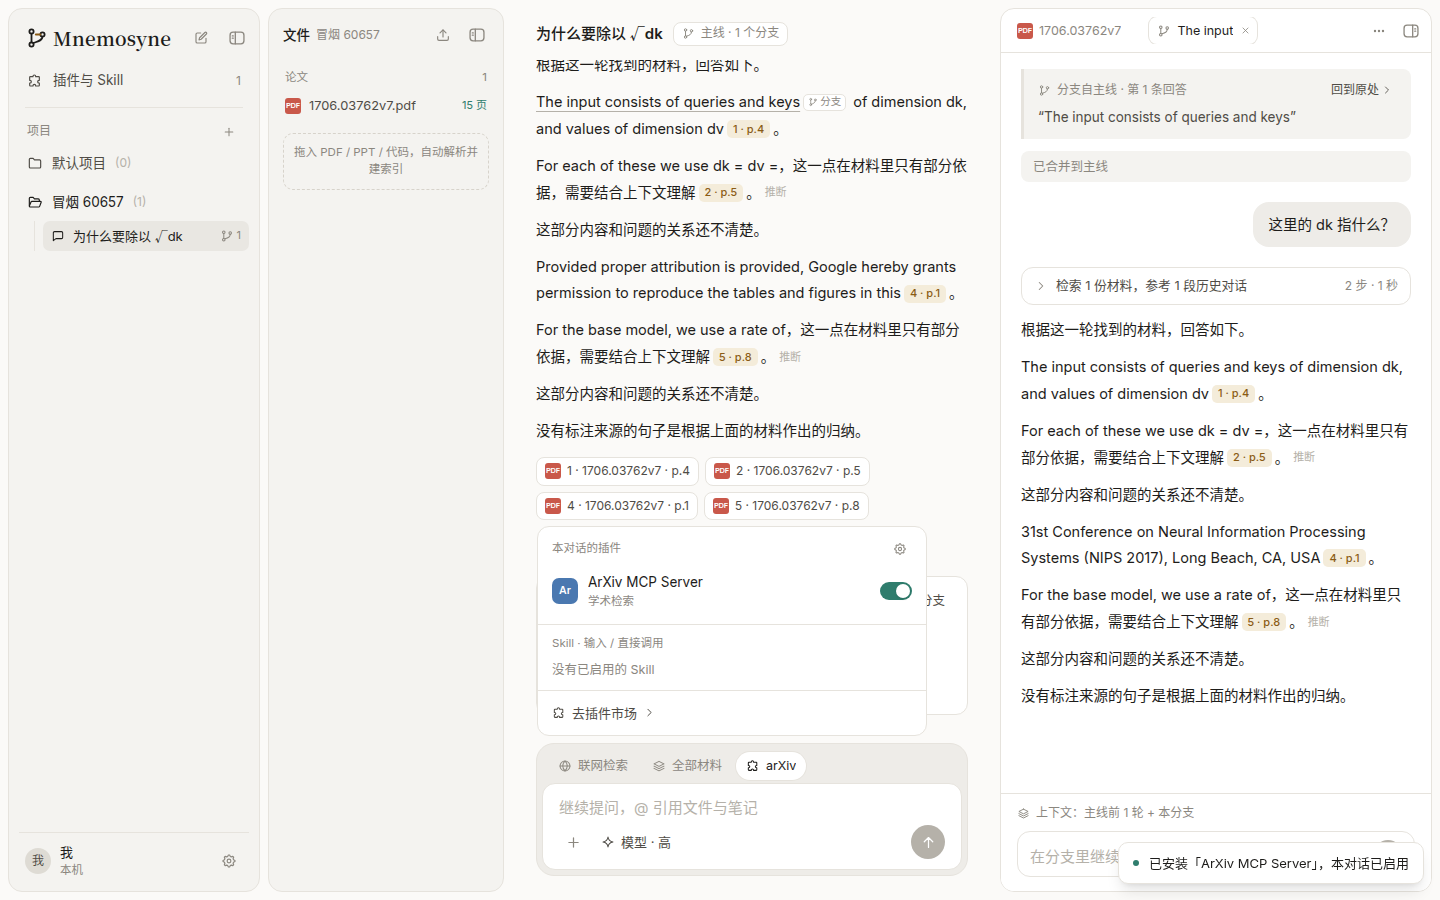 Mnemosyne
插件与 Skill 1
项目
默认项目 (0)
冒烟 60657 (1)
为什么要除以 √dk 1
我 我
本机
文件 冒烟 60657
论文 1
PDF 1706.03762v7.pdf 15 页
拖入 PDF / PPT / 代码，自动解析并
建索引
为什么要除以 √dk 主线 · 1 个分支
根据这一轮找到的材料，回答如下。
The input consists of queries and keys 分支 of dimension dk,
and values of dimension dv 1 · p.4 。
For each of these we use dk = dv =，这一点在材料里只有部分依
据，需要结合上下文理解 2 · p.5 。 推断
这部分内容和问题的关系还不清楚。
Provided proper attribution is provided, Google hereby grants
permission to reproduce the tables and figures in this 4 · p.1 。
For the base model, we use a rate of，这一点在材料里只有部分
依据，需要结合上下文理解 5 · p.8 。 推断
这部分内容和问题的关系还不清楚。
没有标注来源的句子是根据上面的材料作出的归纳。
PDF 1 · 1706.03762v7 · p.4 PDF 2 · 1706.03762v7 · p.5
PDF 4 · 1706.03762v7 · p.1 PDF 5 · 1706.03762v7 · p.8
本对话的插件
Ar ArXiv MCP Server
学术检索
分支
Skill · 输入 / 直接调用
没有已启用的 Skill
去插件市场
联网检索 全部材料 arXiv
继续提问，@ 引用文件与笔记
模型 · 高
PDF 1706.03762v7 The input ×
分支自主线 · 第 1 条回答 回到原处
“The input consists of queries and keys”
已合并到主线
这里的 dk 指什么？
检索 1 份材料，参考 1 段历史对话 2 步 · 1 秒
根据这一轮找到的材料，回答如下。
The input consists of queries and keys of dimension dk,
and values of dimension dv 1 · p.4 。
For each of these we use dk = dv =，这一点在材料里只有
部分依据，需要结合上下文理解 2 · p.5 。 推断
这部分内容和问题的关系还不清楚。
31st Conference on Neural Information Processing
Systems (NIPS 2017), Long Beach, CA, USA 4 · p.1 。
For the base model, we use a rate of，这一点在材料里只
有部分依据，需要结合上下文理解 5 · p.8 。 推断
这部分内容和问题的关系还不清楚。
没有标注来源的句子是根据上面的材料作出的归纳。
上下文：主线前 1 轮 + 本分支
在分支里继续
已安装「ArXiv MCP Server」，本对话已启用